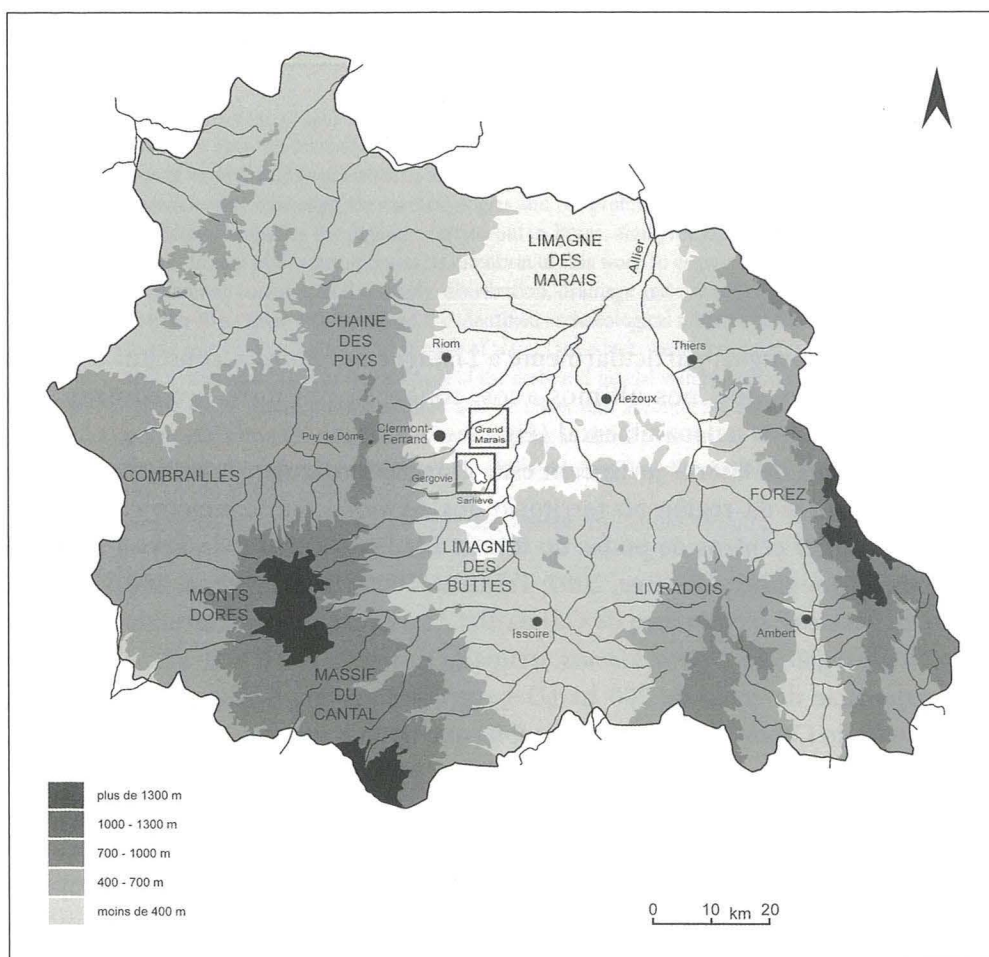 LIMAGNE
DES
MARAIS
Allier
CHAINE
DES
PUYS
Riom
Thiers
Lezoux
Puy de Dôme
Clermont-
Ferrand
Grand
Marais
COMBRAILLES
Gergovie
Sarliève
FOREZ
LIMAGNE
DES
BUTTES
MONTS
DORES
LIVRADOIS
Issoire
Ambert
MASSIF
DU
CANTAL
plus de 1300 m
1000 - 1300 m
700 - 1000 m
400 - 700 m
moins de 400 m
0 10 km 20